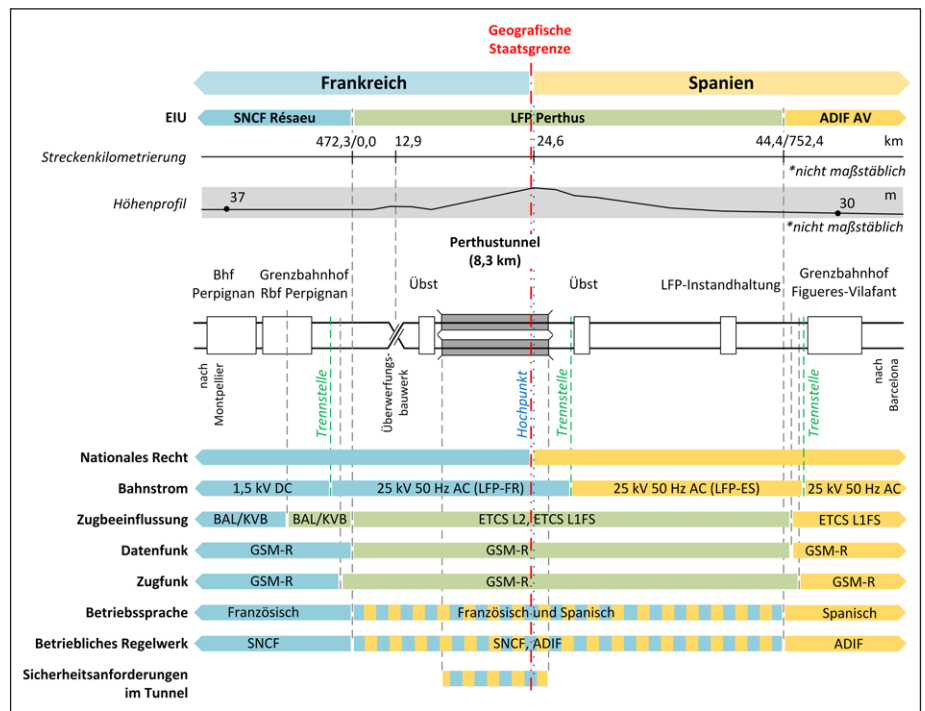 Geografische
Staatsgrenze
Frankreich
Spanien
EIU
SNCF Résaeu
LFP Perthus
ADIF AV
472,3/0,0
12,9
24,6
44,4/752,4
km
Streckenkilometrierung
*nicht maßstäblich
Höhenprofil
37
30
m
*nicht maßstäblich
Perthustunnel
(8,3 km)
Bhf
Perpignan
Grenzbahnhof
Rbf Perpignan
Übst
Übst
LFP-Instandhaltung
Grenzbahnhof
Figueres-Vilafant
nach
Montpellier
Trennstelle
Überwerfungs-
bauwerk
Hochpunkt
Trennstelle
Trennstelle
nach
Barcelona
Nationales Recht
Bahnstrom
1,5 kV DC
25 kV 50 Hz AC (LFP-FR)
25 kV 50 Hz AC (LFP-ES)
25 kV 50 Hz AC
Zugbeeinflussung
BAL/KVB
BAL/KVB
ETCS L2, ETCS L1FS
ETCS L1FS
Datenfunk
GSM-R
GSM-R
GSM-R
Zugfunk
GSM-R
GSM-R
GSM-R
Betriebssprache
Französisch
Französisch und Spanisch
Spanisch
Betriebliches Regelwerk
SNCF
SNCF, ADIF
ADIF
Sicherheitsanforderungen
im Tunnel